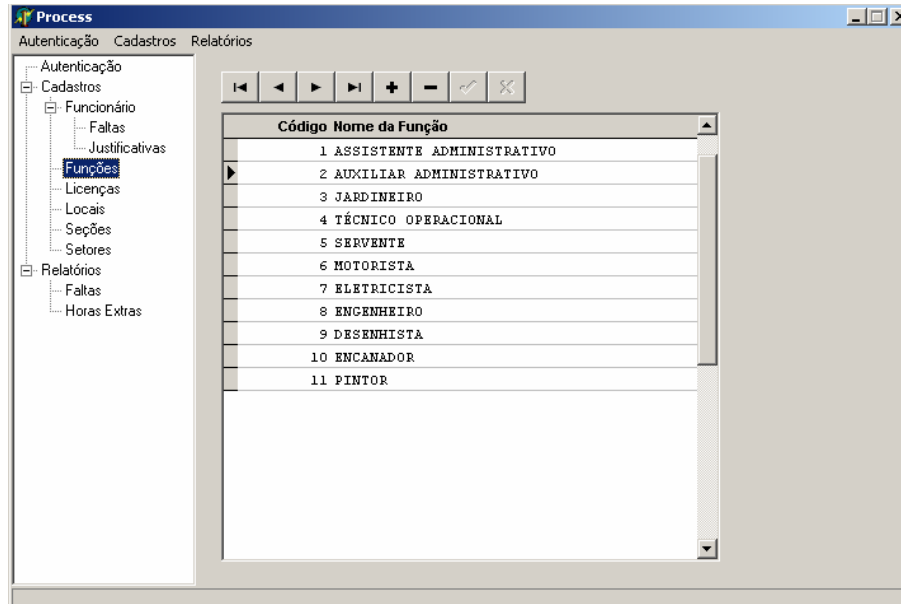 Process
Autenticação Cadastros Relatórios
Autenticação
Cadastros
Funcionário
Faltas
Justificativas
Funções
Licenças
Locais
Seções
Setores
Relatórios
Faltas
Horas Extras
Código Nome da Função
1 ASSISTENTE ADMINISTRATIVO
2 AUXILIAR ADMINISTRATIVO
3 JARDINEIRO
4 TÉCNICO OPERACIONAL
5 SERVENTE
6 MOTORISTA
7 ELETRICISTA
8 ENGENHEIRO
9 DESENHISTA
10 ENCANADOR
11 PINTOR